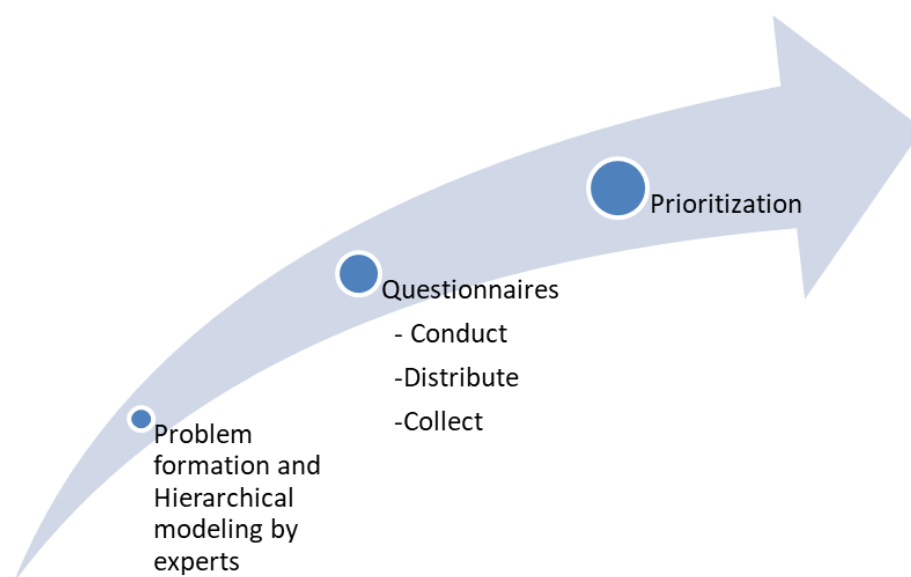 Prioritization
Questionnaires
- Conduct
-Distribute
-Collect
Problem
formation and
Hierarchical
modeling by
experts